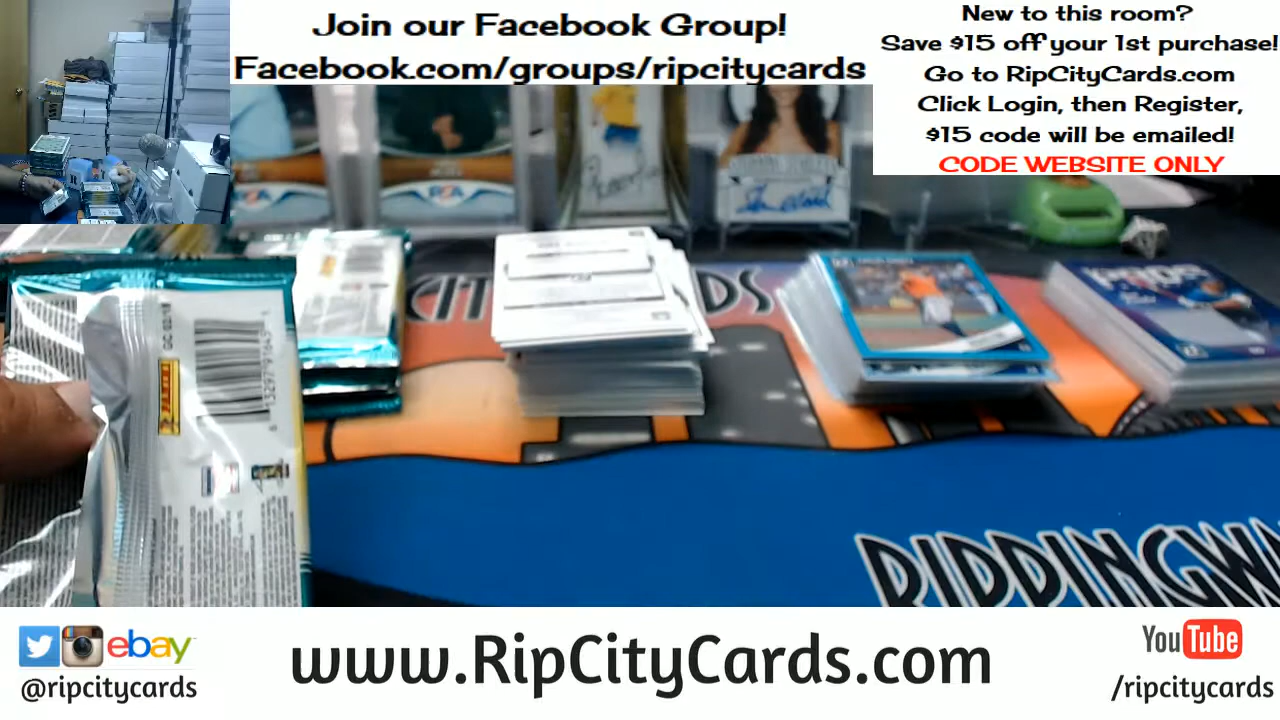 Join our Facebook Group!
Facebook.com/groups/ripcitycards
New to this room?
Save $15 off your 1st purchase!
Go to RipCityCards.com
Click Login, then Register,
$15 code will be emailed!
CODE WEBSITE ONLY
PANINI
RIPPINGW
ebay
@ripcitycards
www.RipCityCards.com
YouTube
/ripcitycards